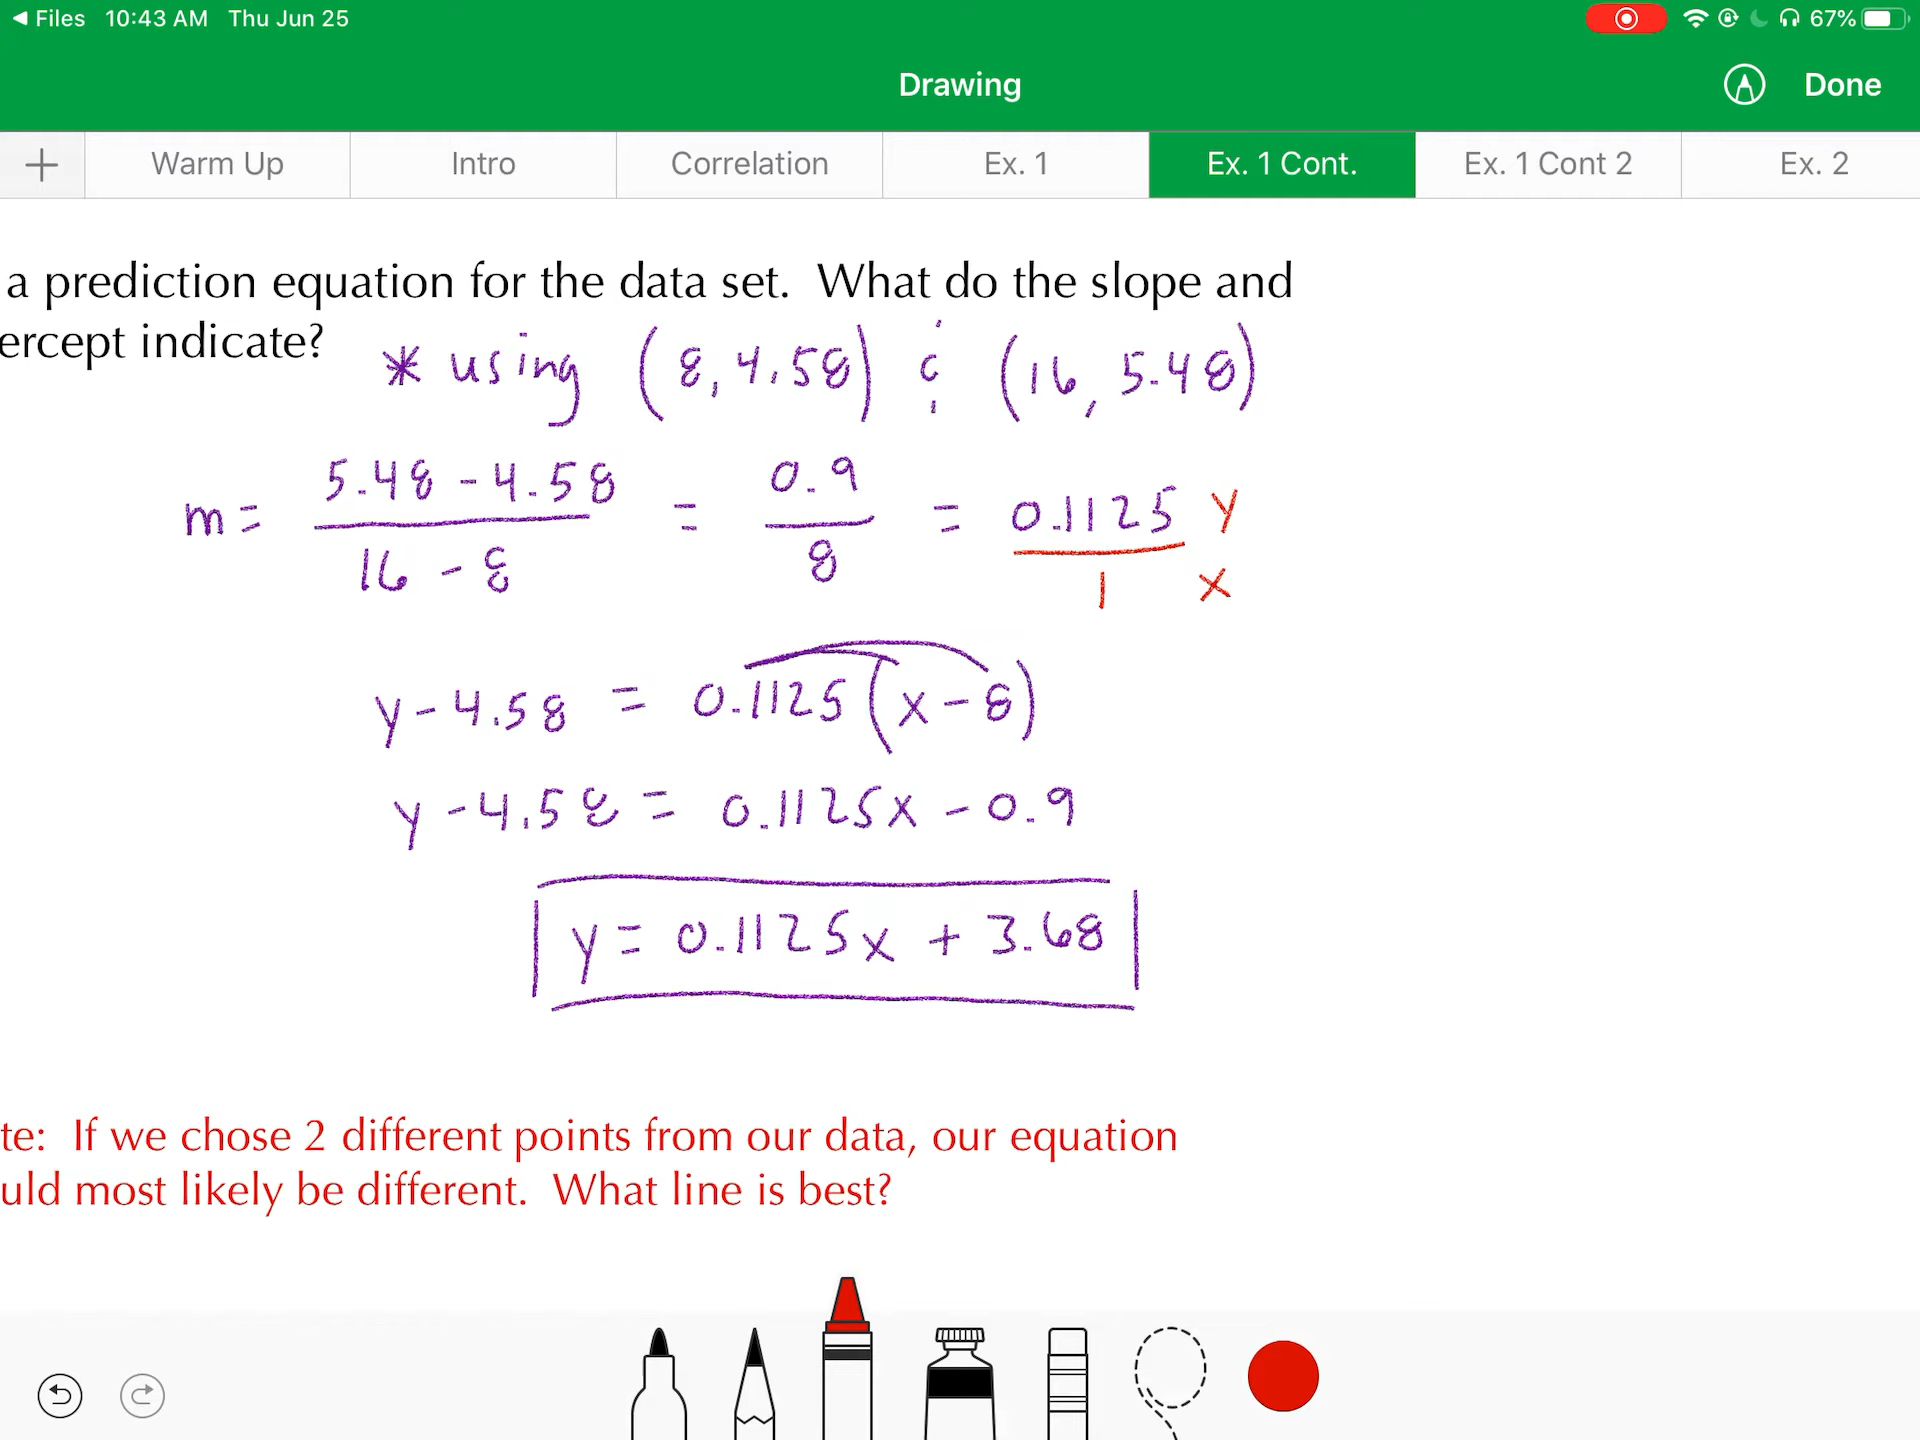 Files 10:43 AM Thu Jun 25 67%
Drawing
Done
Warm Up Intro Correlation Ex. 1 Ex. 1 Cont. Ex. 1 Cont 2 Ex. 2
a prediction equation for the data set. What do the slope and
ercept indicate?
* using (8, 4.58) & (16, 5.48)
m = 5.48 - 4.58 / 16 - 8 = 0.9 / 8 = 0.1125 / 1 y / x
y - 4.58 = 0.1125 (x - 8)
y - 4.58 = 0.1125x - 0.9
y = 0.1125x + 3.68
te: If we chose 2 different points from our data, our equation
uld most likely be different. What line is best?